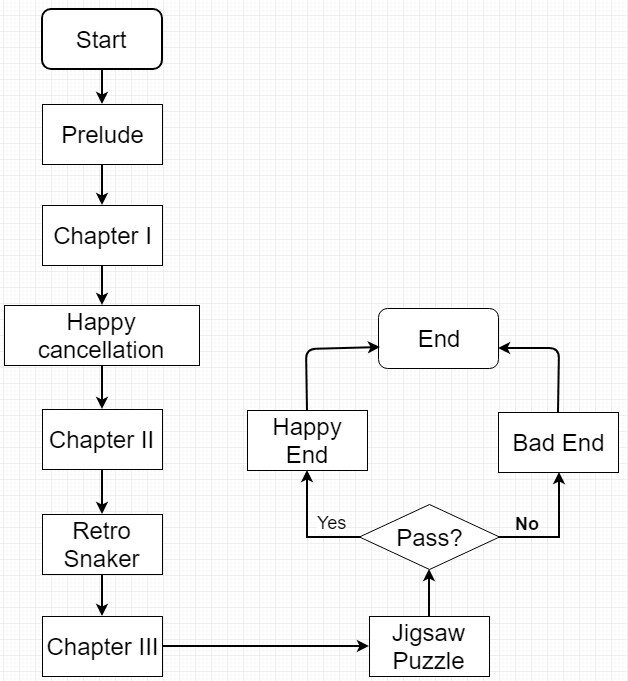 Start
Prelude
Chapter I
Happy
cancellation
Chapter II
Retro
Snaker
Chapter III
Jigsaw
Puzzle
Pass?
Yes
No
Happy
End
Bad End
End